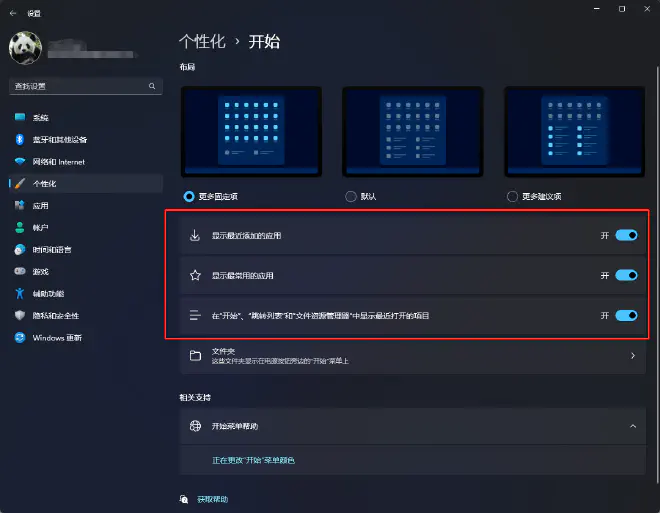 设置
个性化 › 开始
布局
查找设置
系统
蓝牙和其他设备
网络和 Internet
个性化
应用
帐户
时间和语言
游戏
辅助功能
隐私和安全性
Windows 更新
更多固定项
默认
更多建议项
显示最近添加的应用
开
显示最常用的应用
开
在"开始"、"跳转列表"和"文件资源管理器"中显示最近打开的项目
开
文件夹
这些文件夹显示在电源按钮旁边的"开始"菜单上
相关支持
开始菜单帮助
正在更改"开始"菜单颜色
获取帮助